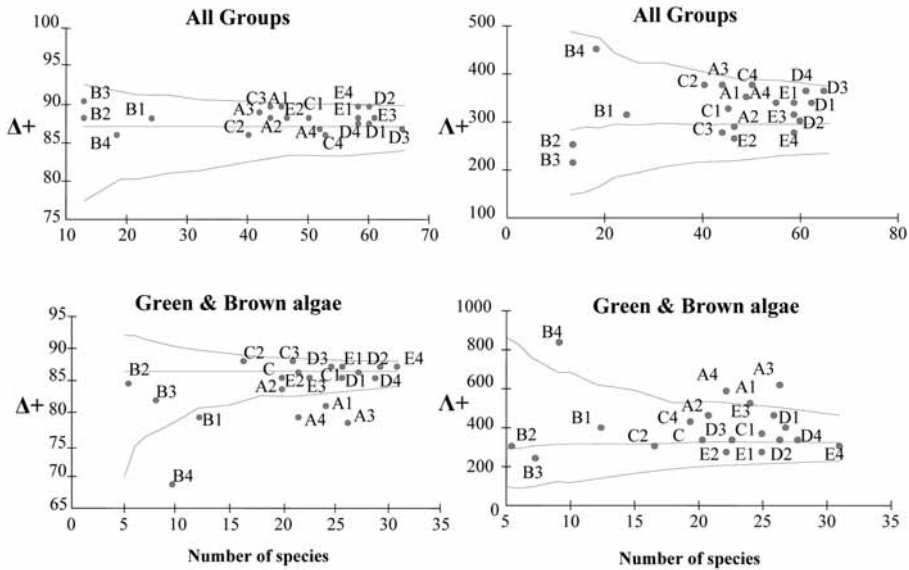 All Groups
100
95
90
85
80
75
Δ+
B3
B2
B1
B4
C3 A1
E4 D2
A3
E2
C1
E1
E3
C2
A2
A4
D4 D1
C4
D3
10 20 30 40 50 60 70
All Groups
500
400
300
200
100
Λ+
B4
A3
C4
D4
C2
D3
A1 A4
E1
B1
C1
D1
A2
E3
D2
B2
C3
E2
E4
B3
0 20 40 60 80
Green & Brown algae
95
90
85
80
75
70
65
Δ+
C2
C3
D3 E1 D2 E4
B2
C
C1
A2 E2 E3 D1 D4
B3
B1
A1
A4
A3
B4
0 5 10 15 20 25 30 35
Number of species
Green & Brown algae
1000
800
600
400
200
0
Λ+
B4
A3
A4
A1
E3
B1
C4 A2
D1
B2
C2
C
D3
C1
D4
B3
E2 E1 D2 E4
5 10 15 20 25 30 35
Number of species